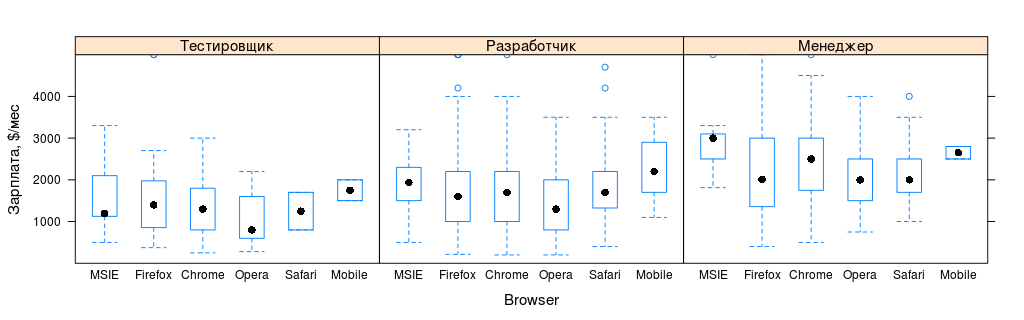 Тестировщик Разработчик Менеджер
Зарплата, $/мес
4000
3000
2000
1000
MSIE Firefox Chrome Opera Safari Mobile MSIE Firefox Chrome Opera Safari Mobile MSIE Firefox Chrome Opera Safari Mobile
Browser